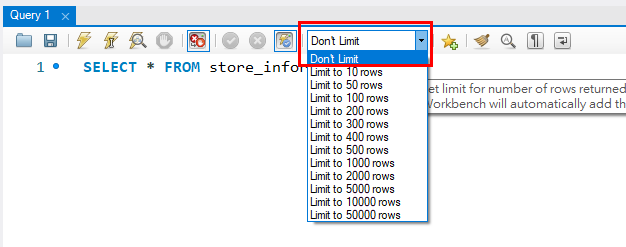 Query 1
Don't Limit
1 SELECT * FROM store_infor
Don't Limit
Limit to 10 rows
Limit to 50 rows
Limit to 100 rows
Limit to 200 rows
Limit to 300 rows
Limit to 400 rows
Limit to 500 rows
Limit to 1000 rows
Limit to 2000 rows
Limit to 5000 rows
Limit to 10000 rows
Limit to 50000 rows
et limit for number of rows returned
Workbench will automatically add th